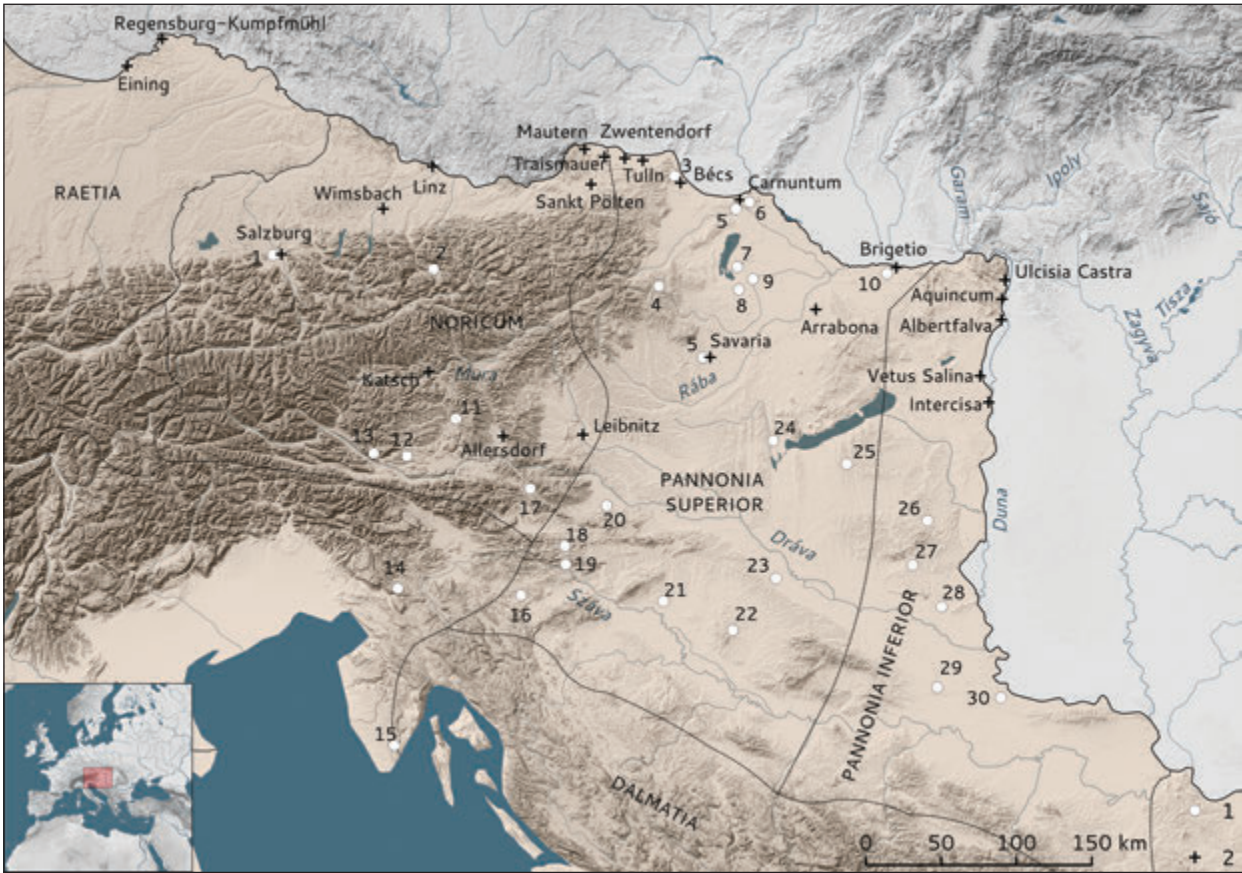 Regensburg-Kumpfmühl
Eining
RAETIA
Mautern
Zwentendorf
Traismauer
Tulln
3
Bécs
Carnuntum
Linz
Wimsbach
Sankt Pölten
5
6
Garam
Ipoly
Sajó
Salzburg
1
2
7
Brigetio
4
9
8
10
Ulcisia Castra
Aquincum
Arrabona
Albertfalva
Zagyva
Tisza
NORICUM
5
Savaria
Katsch
Mura
Rába
Vetus Salina
Intercisa
11
Leibnitz
24
13
12
Allersdorf
25
PANNONIA
SUPERIOR
17
20
26
Duna
18
Dráva
19
27
14
23
16
Száva
21
28
22
PANNONIA INFERIOR
29
30
15
DALMATIA
1
0
50
100
150 km
2